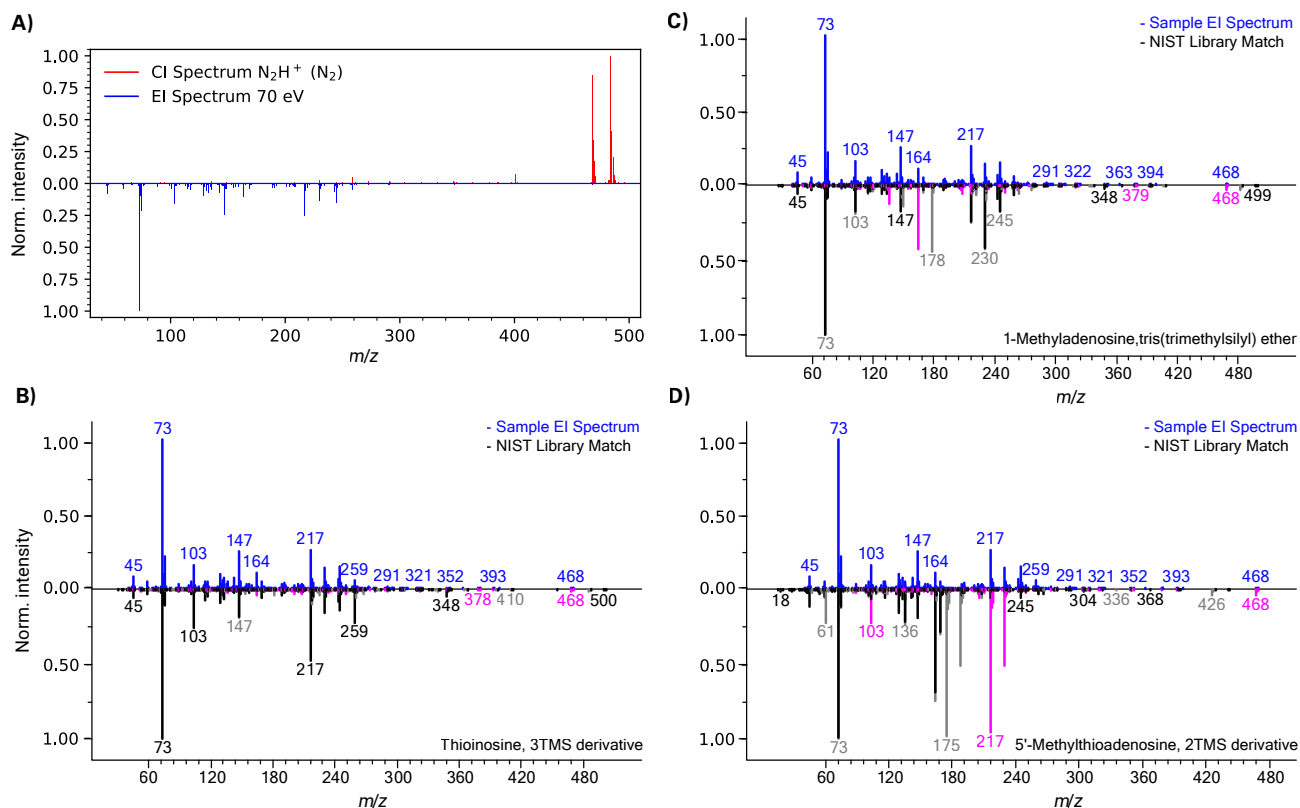 A)
1.00
0.75
0.50
0.25
0.00
0.25
0.50
0.75
1.00
Norm. intensity
CI Spectrum N₂H⁺ (N₂)
EI Spectrum 70 eV
100 200 300 400 500
m/z
B)
1.00
0.50
0.00
0.50
1.00
Norm. intensity
- Sample EI Spectrum
- NIST Library Match
73
45 103 147 164 217 259 291 321 352 393 468
45 103 147 217 259 348 378 410 468 500
73
Thioinosine, 3TMS derivative
60 120 180 240 300 360 420 480
m/z
C)
1.00
0.50
0.00
0.50
1.00
- Sample EI Spectrum
- NIST Library Match
73
45 103 147 164 217 291 322 363 394 468
45 103 147 178 230 245 348 379 468 499
73
1-Methyladenosine,tris(trimethylsilyl) ether
60 120 180 240 300 360 420 480
m/z
D)
1.00
0.50
0.00
0.50
1.00
- Sample EI Spectrum
- NIST Library Match
73
45 103 147 164 217 259 291 321 352 393 468
18 61 103 136 245 304 336 368 426 468
73 175 217
5'-Methylthioadenosine, 2TMS derivative
60 120 180 240 300 360 420 480
m/z